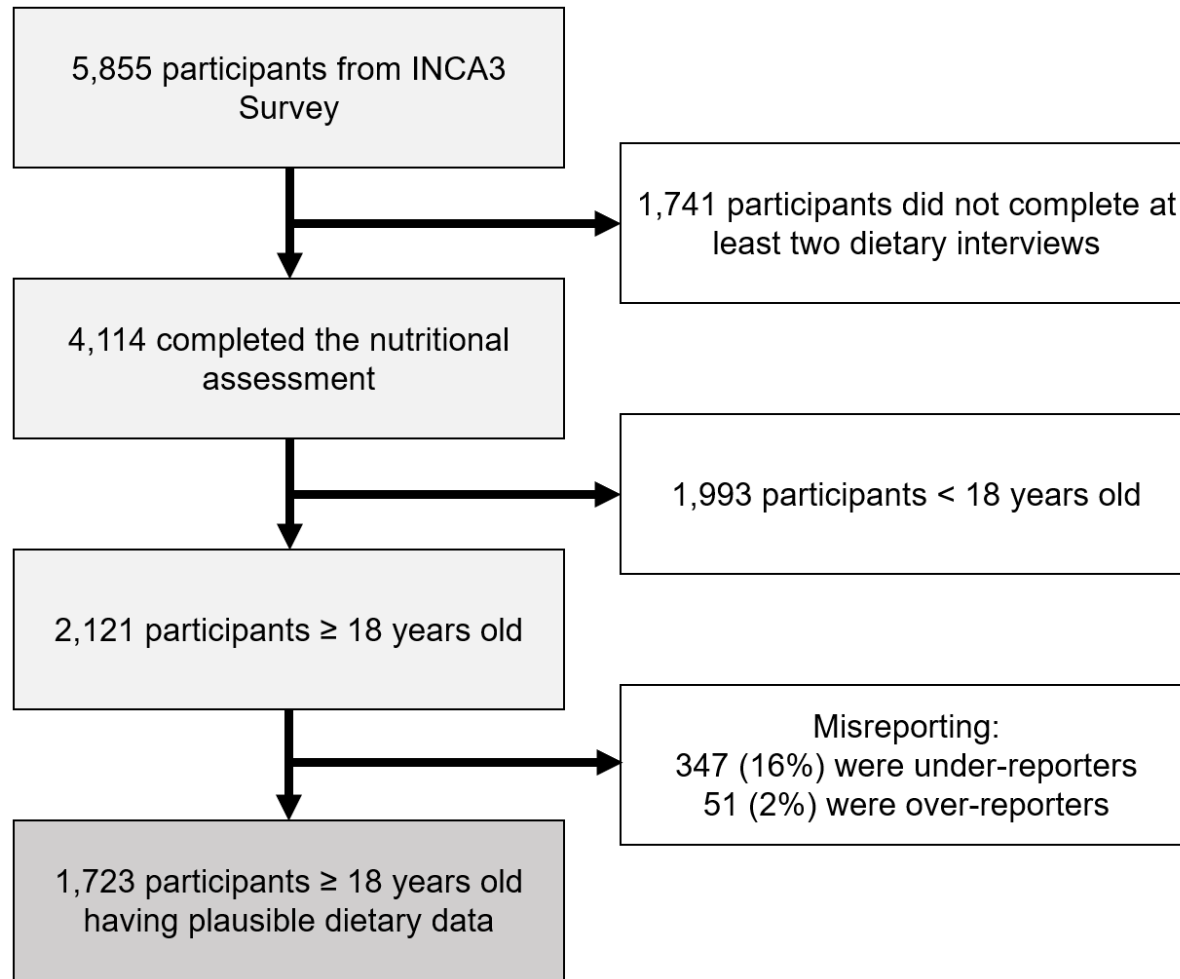 5,855 participants from INCA3
Survey
1,741 participants did not complete at
least two dietary interviews
4,114 completed the nutritional
assessment
1,993 participants < 18 years old
2,121 participants ≥ 18 years old
Misreporting:
347 (16%) were under-reporters
51 (2%) were over-reporters
1,723 participants ≥ 18 years old
having plausible dietary data